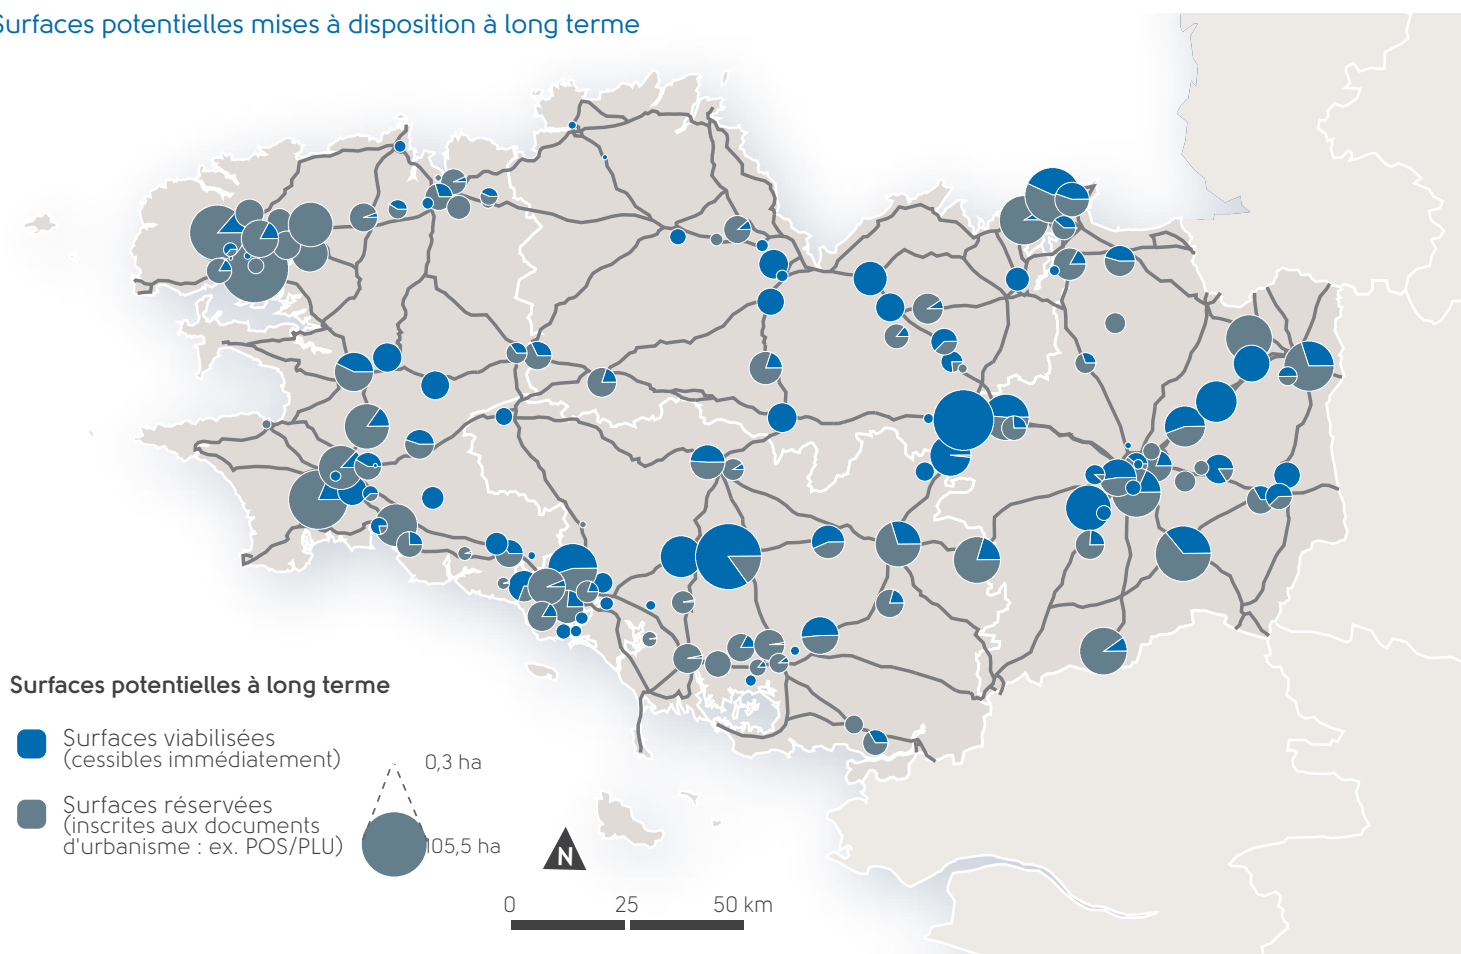 Surfaces potentielles mises à disposition à long terme
Surfaces potentielles à long terme
Surfaces viabilisées
(cessibles immédiatement)
0,3 ha
Surfaces réservées
(inscrites aux documents
d'urbanisme : ex. POS/PLU)
105,5 ha
N
0 25 50 km